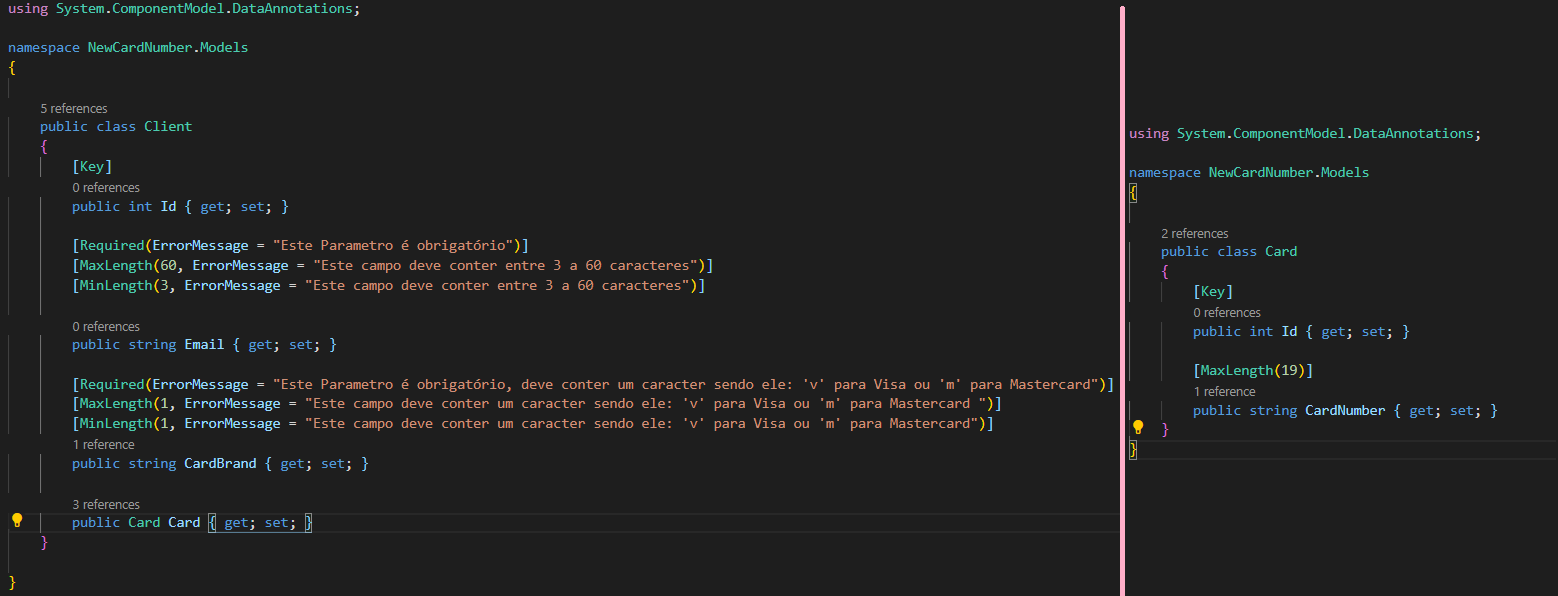 using System.ComponentModel.DataAnnotations;
namespace NewCardNumber.Models
{
5 references
public class Client
{
[Key]
0 references
public int Id { get; set; }
[Required(ErrorMessage = "Este Parametro é obrigatório")]
[MaxLength(60, ErrorMessage = "Este campo deve conter entre 3 a 60 caracteres")]
[MinLength(3, ErrorMessage = "Este campo deve conter entre 3 a 60 caracteres")]
0 references
public string Email { get; set; }
[Required(ErrorMessage = "Este Parametro é obrigatório, deve conter um caracter sendo ele: 'v' para Visa ou 'm' para Mastercard")]
[MaxLength(1, ErrorMessage = "Este campo deve conter um caracter sendo ele: 'v' para Visa ou 'm' para Mastercard ")]
[MinLength(1, ErrorMessage = "Este campo deve conter um caracter sendo ele: 'v' para Visa ou 'm' para Mastercard")]
1 reference
public string CardBrand { get; set; }
3 references
public Card Card { get; set; }
}
}
using System.ComponentModel.DataAnnotations;
namespace NewCardNumber.Models
{
2 references
public class Card
{
[Key]
0 references
public int Id { get; set; }
[MaxLength(19)]
1 reference
public string CardNumber { get; set; }
}
}